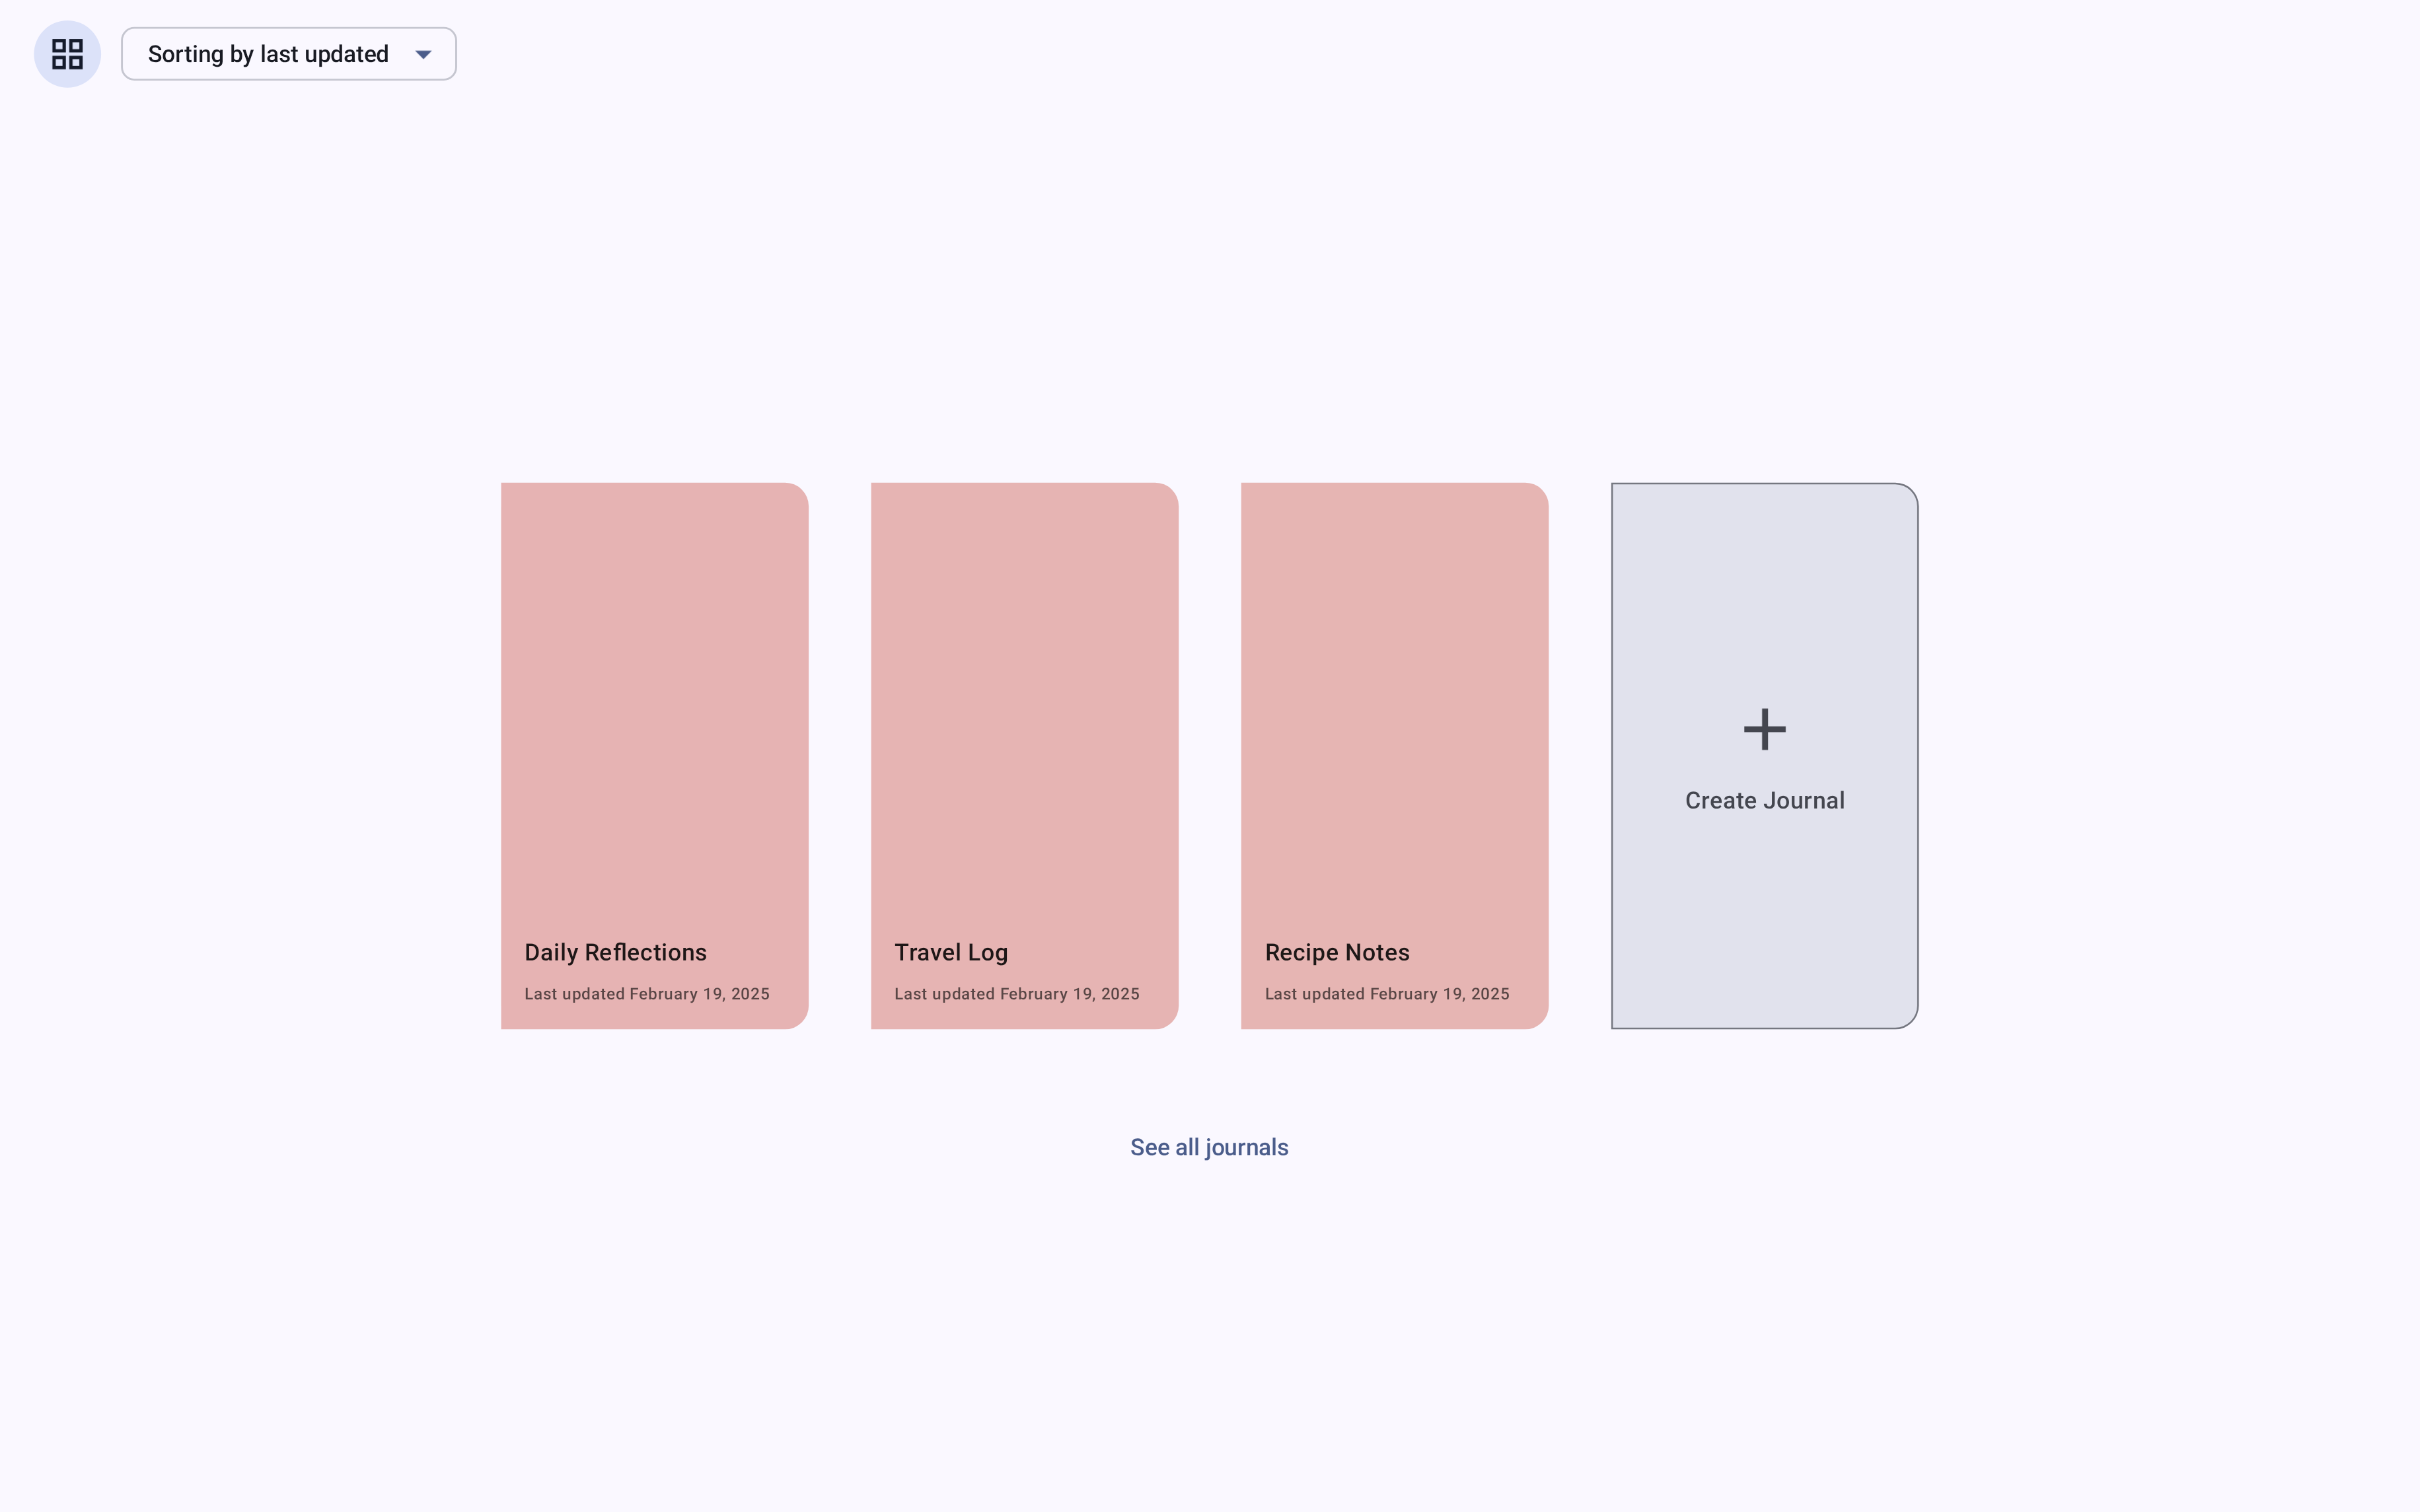 Sorting by last updated
Daily Reflections
Last updated February 19, 2025
Travel Log
Last updated February 19, 2025
Recipe Notes
Last updated February 19, 2025
Create Journal
See all journals